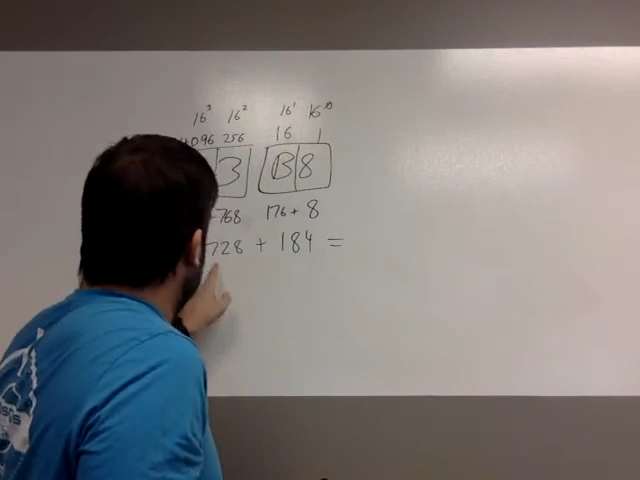 16³ 16² 16¹ 16⁰
4096 256 16 1
3 B 8
768 176 + 8
728 + 184 =